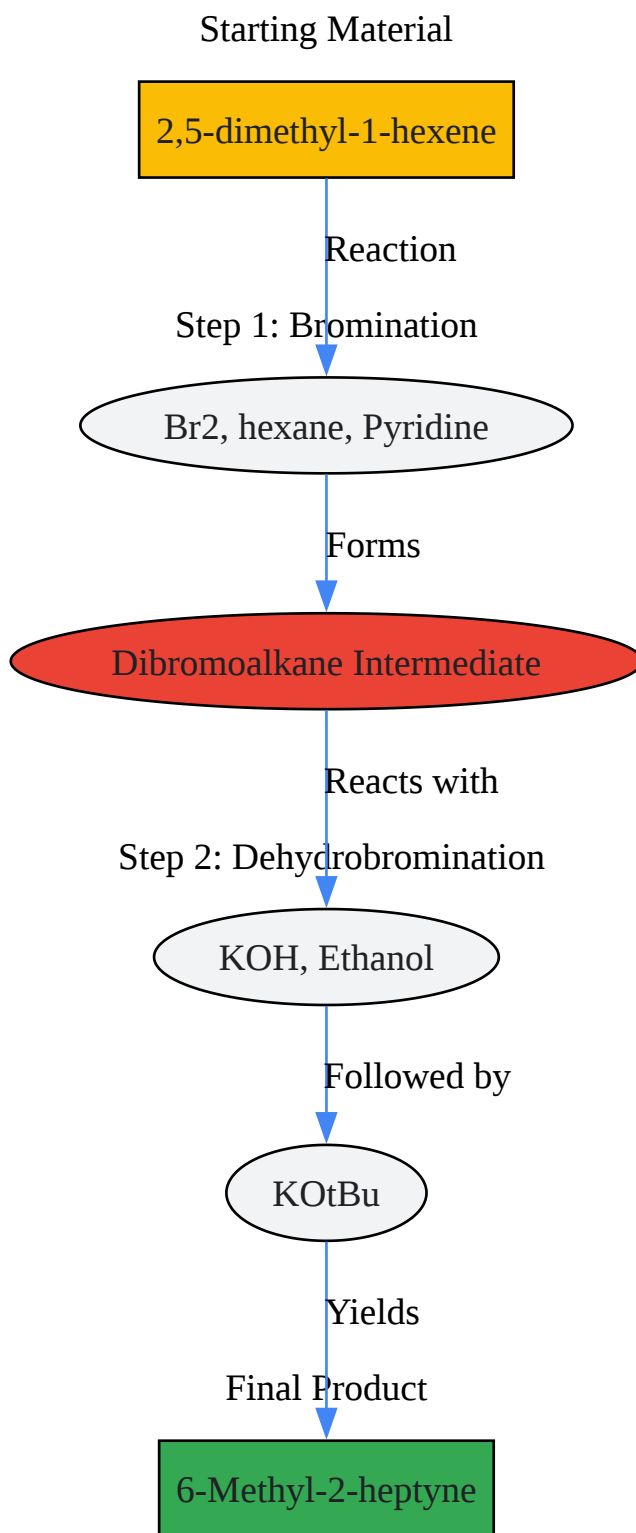 Starting Material
2,5-dimethyl-1-hexene
Reaction
Step 1: Bromination
Br2, hexane, Pyridine
Forms
Dibromoalkane Intermediate
Reacts with
Step 2: Dehydrobromination
KOH, Ethanol
Followed by
KOtBu
Yields
Final Product
6-Methyl-2-heptyne